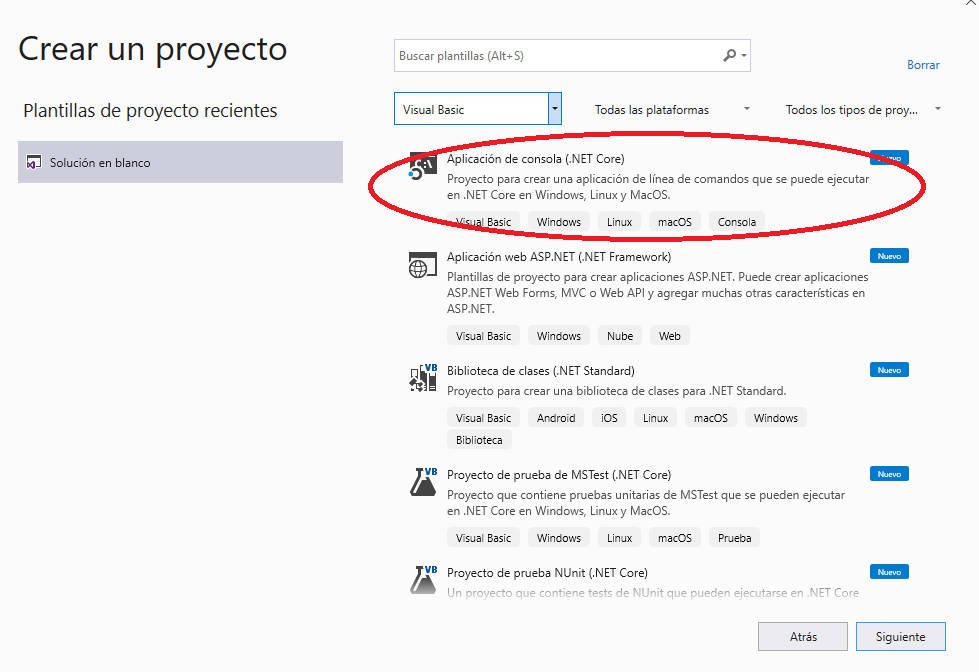 Crear un proyecto
Plantillas de proyecto recientes
Solución en blanco
Buscar plantillas (Alt+S)
Borrar
Visual Basic
Todas las plataformas
Todos los tipos de proy...
Aplicación de consola (.NET Core)
Nuevo
Proyecto para crear una aplicación de línea de comandos que se puede ejecutar
en .NET Core en Windows, Linux y MacOS.
Visual Basic Windows Linux macOS Consola
Aplicación web ASP.NET (.NET Framework)
Nuevo
Plantillas de proyecto para crear aplicaciones ASP.NET. Puede crear aplicaciones
ASP.NET Web Forms, MVC o Web API y agregar muchas otras características en
ASP.NET.
Visual Basic Windows Nube Web
VB
Biblioteca de clases (.NET Standard)
Nuevo
Proyecto para crear una biblioteca de clases para .NET Standard.
Visual Basic Android iOS Linux macOS Windows
Biblioteca
VB
Proyecto de prueba de MSTest (.NET Core)
Nuevo
Proyecto que contiene pruebas unitarias de MSTest que se pueden ejecutar
en .NET Core en Windows, Linux y MacOS.
Visual Basic Windows Linux macOS Prueba
VB
Proyecto de prueba NUnit (.NET Core)
Nuevo
Un proyecto que contiene tests de NUnit que pueden ejecutarse en .NET Core
Atrás
Siguiente